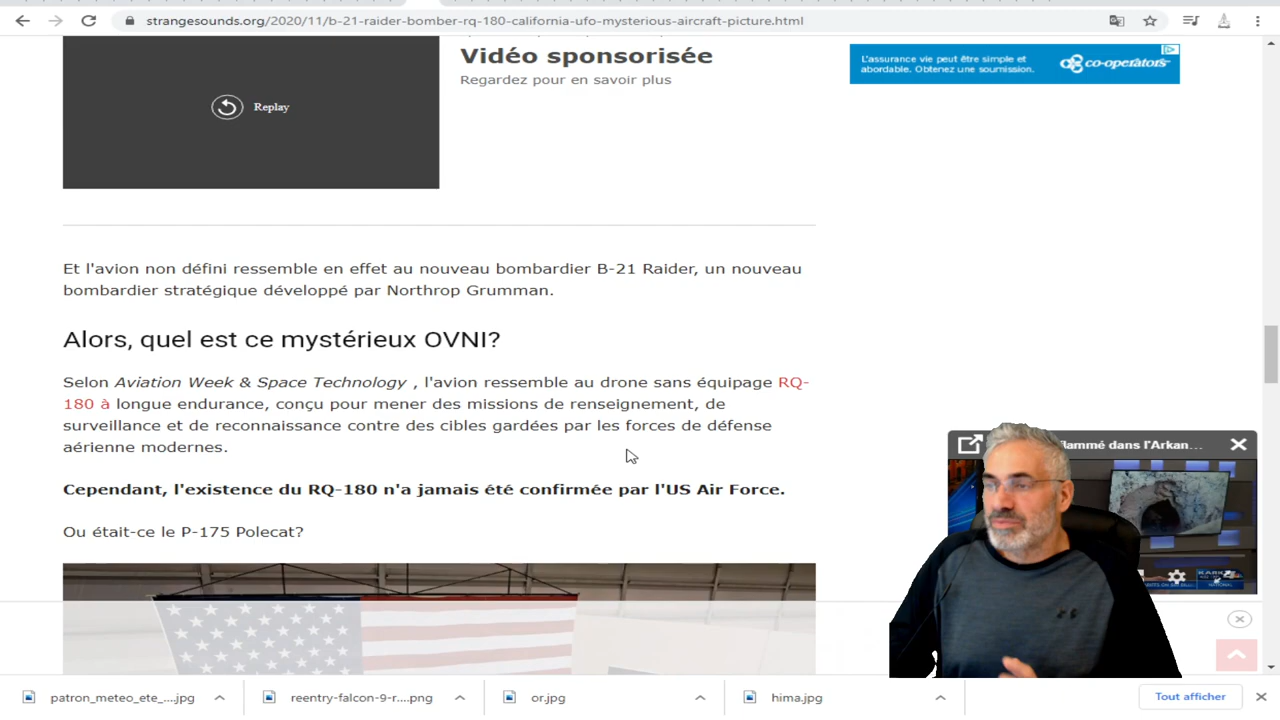 strangesounds.org/2020/11/b-21-raider-bomber-rq-180-california-ufo-mysterious-aircraft-picture.html
Replay
Vidéo sponsorisée
Regardez pour en savoir plus
L'assurance vie peut être simple et
abordable. Obtenez une soumission.
co-operators
Et l'avion non défini ressemble en effet au nouveau bombardier B-21 Raider, un nouveau
bombardier stratégique développé par Northrop Grumman.
Alors, quel est ce mystérieux OVNI?
Selon Aviation Week & Space Technology , l'avion ressemble au drone sans équipage RQ-
180 à longue endurance, conçu pour mener des missions de renseignement, de
surveillance et de reconnaissance contre des cibles gardées par les forces de défense
aérienne modernes.
Cependant, l'existence du RQ-180 n'a jamais été confirmée par l'US Air Force.
Ou était-ce le P-175 Polecat?
flammé dans l'Arkan...
NATIONAL
patron_meteo_ete_....jpg
reentry-falcon-9-r....png
or.jpg
hima.jpg
Tout afficher